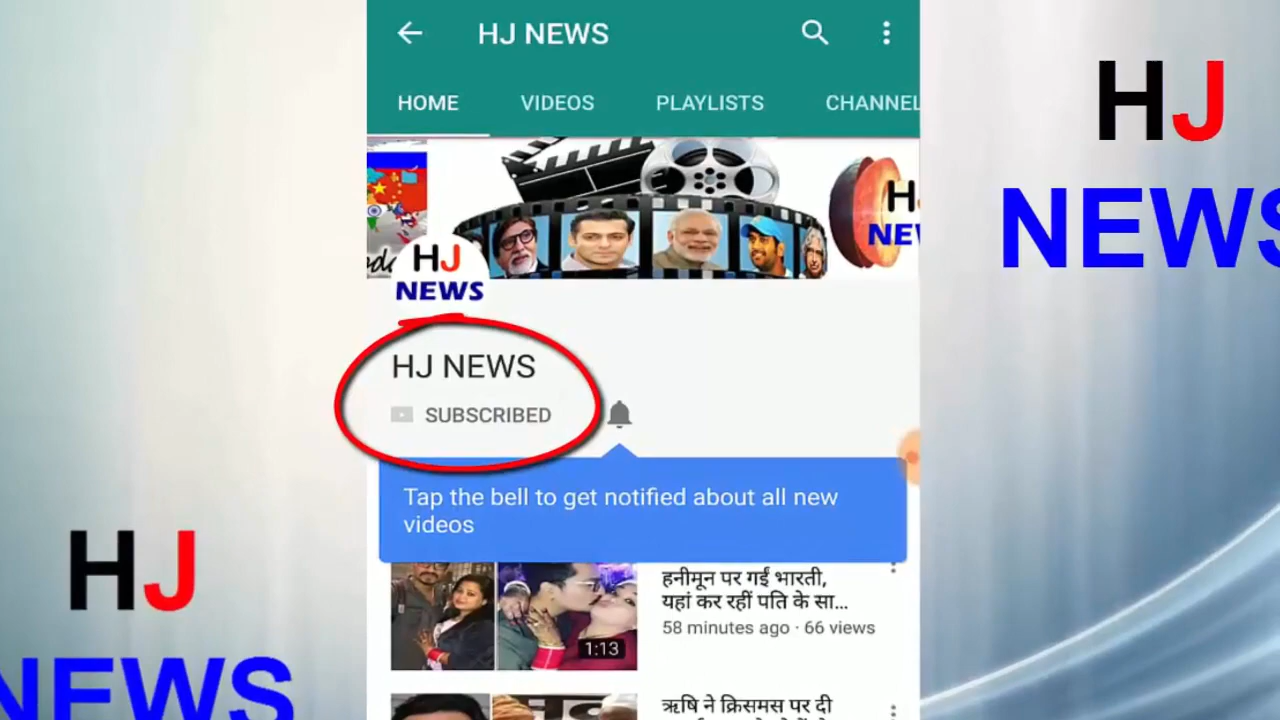 HJ NEWS
HOME VIDEOS PLAYLISTS CHANNEL
HJ
NEWS
HJ
NEWS
HJ NEWS
SUBSCRIBED
Tap the bell to get notified about all new
videos
हनीमून पर गईं भारती,
यहां कर रहीं पति के सा...
58 minutes ago · 66 views
1:13
ऋषि ने क्रिसमस पर दी
HJ
NEWS